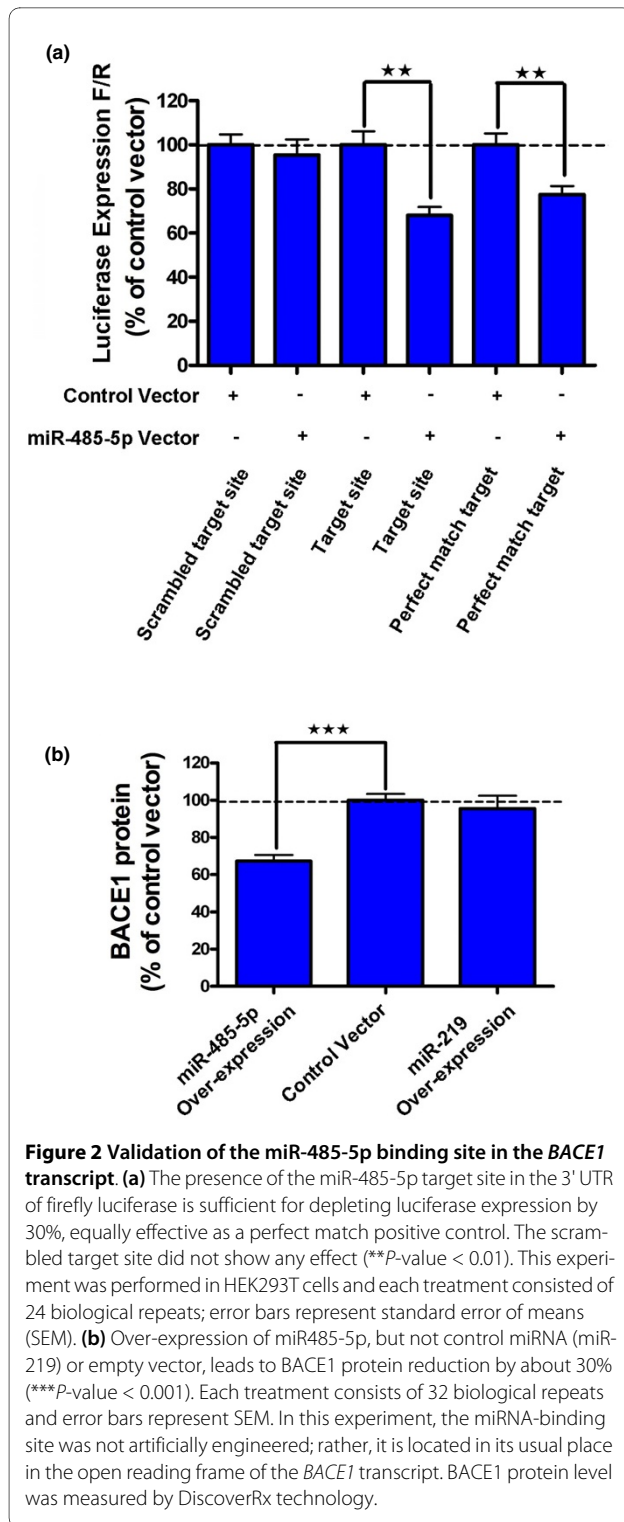 (a)
★★
★★
Luciferase Expression F/R
(% of control vector)
120
100
80
60
40
20
0
Control Vector + - + - + -
miR-485-5p Vector - + - + - +
Scrambled target site
Scrambled target site
Target site
Target site
Perfect match target
Perfect match target
(b)
★★★
BACE1 protein
(% of control vector)
120
100
80
60
40
20
0
miR-485-5p
Over-expression
Control Vector
miR-219
Over-expression
Figure 2 Validation of the miR-485-5p binding site in the BACE1
transcript. (a) The presence of the miR-485-5p target site in the 3' UTR
of firefly luciferase is sufficient for depleting luciferase expression by
30%, equally effective as a perfect match positive control. The scram-
bled target site did not show any effect (**P-value < 0.01). This experi-
ment was performed in HEK293T cells and each treatment consisted of
24 biological repeats; error bars represent standard error of means
(SEM). (b) Over-expression of miR485-5p, but not control miRNA (miR-
219) or empty vector, leads to BACE1 protein reduction by about 30%
(***P-value < 0.001). Each treatment consists of 32 biological repeats
and error bars represent SEM. In this experiment, the miRNA-binding
site was not artificially engineered; rather, it is located in its usual place
in the open reading frame of the BACE1 transcript. BACE1 protein level
was measured by DiscoveRx technology.